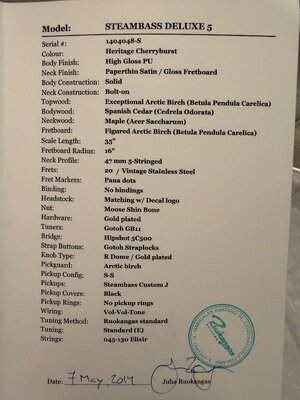 Model: STEAMBASS DELUXE 5
Serial #: 1404048-S
Colour: Heritage Cherryburst
Body Finish: High Gloss PU
Neck Finish: Paperthin Satin / Gloss Fretboard
Body Construction: Solid
Neck Construction: Bolt-on
Topwood: Exceptional Arctic Birch (Betula Pendula Carelica)
Bodywood: Spanish Cedar (Cedrela Odorata)
Neckwood: Maple (Acer Saccharum)
Fretboard: Figured Arctic Birch (Betula Pendula Carelica)
Scale Length: 35"
Fretboard Radius: 16"
Neck Profile: 47 mm 5-Stringed
Frets: 20 / Vintage Stainless Steel
Fret Markers: Paua dots
Binding: No bindings
Headstock: Matching w/ Decal logo
Nut: Moose Shin Bone
Hardware: Gold plated
Tuners: Gotoh GB11
Bridge: Hipshot 5C500
Strap Buttons: Gotoh Straplocks
Knob Type: R Dome / Gold plated
Pickguard: Arctic birch
Pickup Config: S-S
Pickups: Steambass Custom J
Pickup Covers: Black
Pickup Rings: No pickup rings
Wiring: Vol-Vol-Tone
Tuning Method: Ruokangas standard
Tuning: Standard (E)
Strings: 045-130 Elixir
Date: 7 May, 2014
Juha Ruokangas